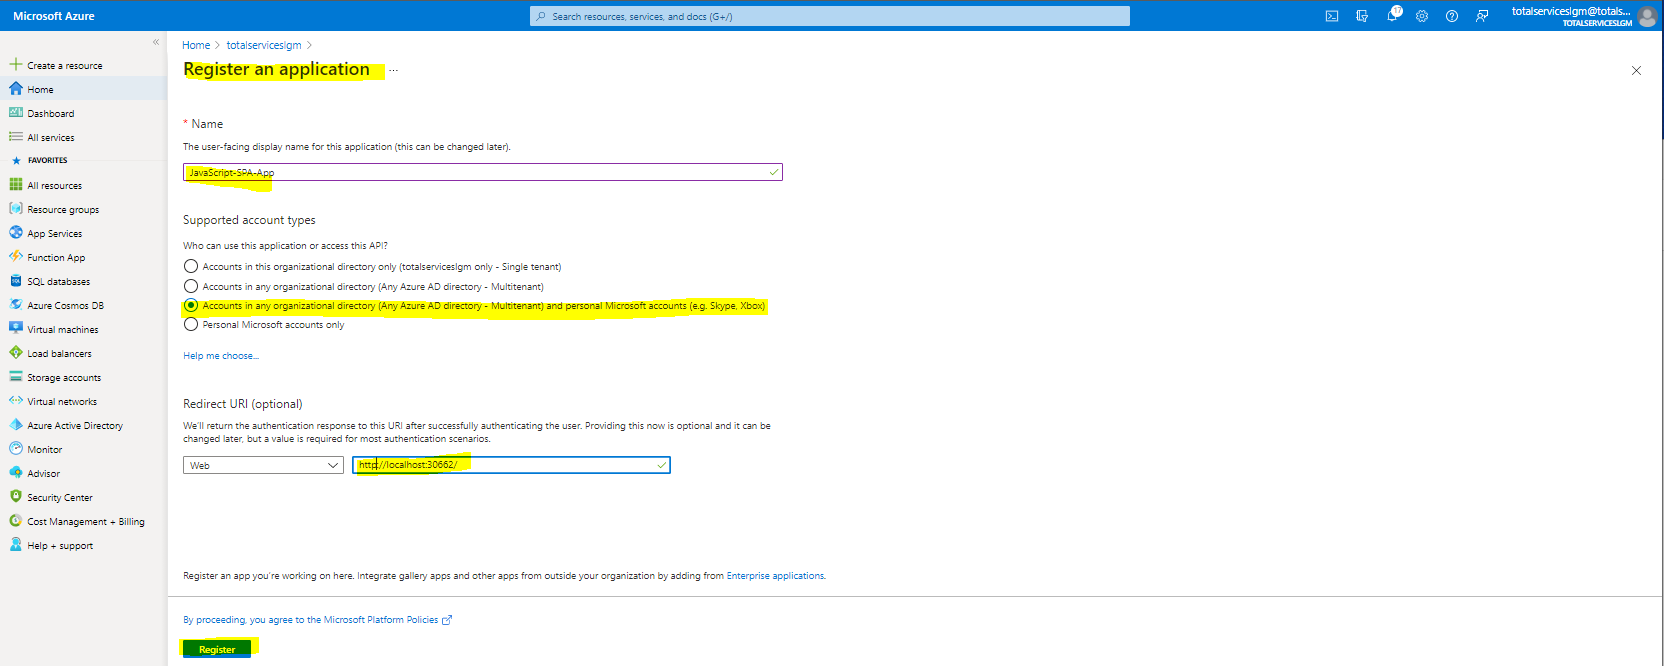 Microsoft Azure
Search resources, services, and docs (G+/)
17
totalserviceslgm@totals...
TOTALSERVICESLGM
«
Create a resource
Home
Dashboard
All services
FAVORITES
All resources
Resource groups
App Services
Function App
SQL databases
Azure Cosmos DB
Virtual machines
Load balancers
Storage accounts
Virtual networks
Azure Active Directory
Monitor
Advisor
Security Center
Cost Management + Billing
Help + support
Home > totalserviceslgm >
Register an application ...
* Name
The user-facing display name for this application (this can be changed later).
JavaScript-SPA-App
Supported account types
Who can use this application or access this API?
Accounts in this organizational directory only (totalserviceslgm only - Single tenant)
Accounts in any organizational directory (Any Azure AD directory - Multitenant)
Accounts in any organizational directory (Any Azure AD directory - Multitenant) and personal Microsoft accounts (e.g. Skype, Xbox)
Personal Microsoft accounts only
Help me choose...
Redirect URI (optional)
We'll return the authentication response to this URI after successfully authenticating the user. Providing this now is optional and it can be
changed later, but a value is required for most authentication scenarios.
Web
http://localhost:30662/
Register an app you're working on here. Integrate gallery apps and other apps from outside your organization by adding from Enterprise applications.
By proceeding, you agree to the Microsoft Platform Policies
Register